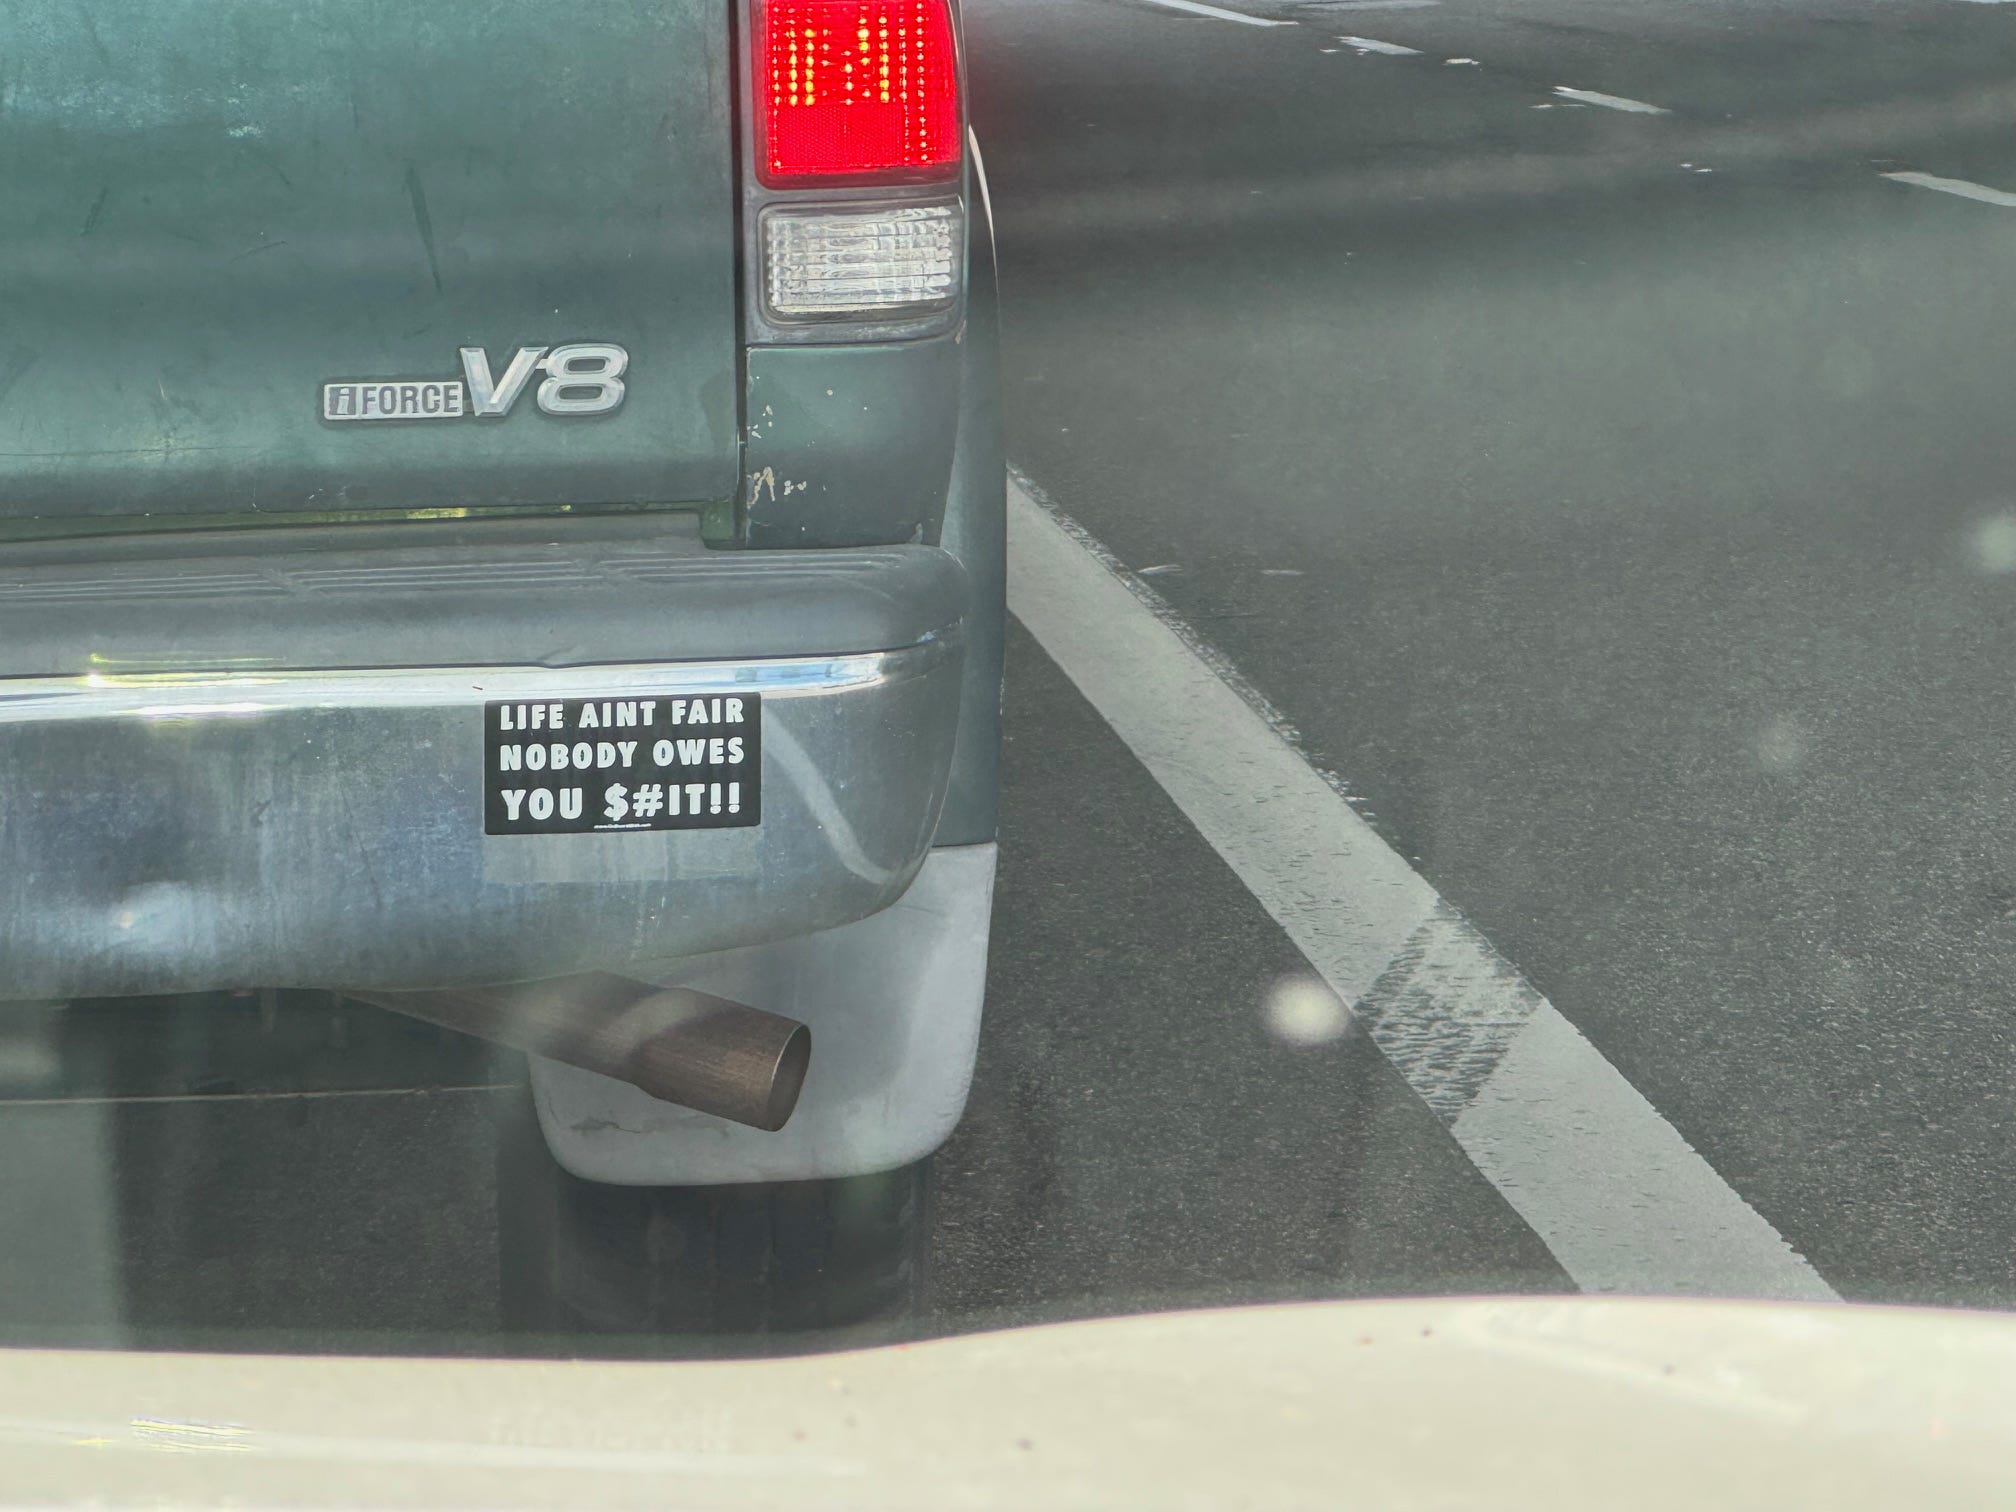 iFORCE V8
LIFE AINT FAIR
NOBODY OWES
YOU $#IT!!